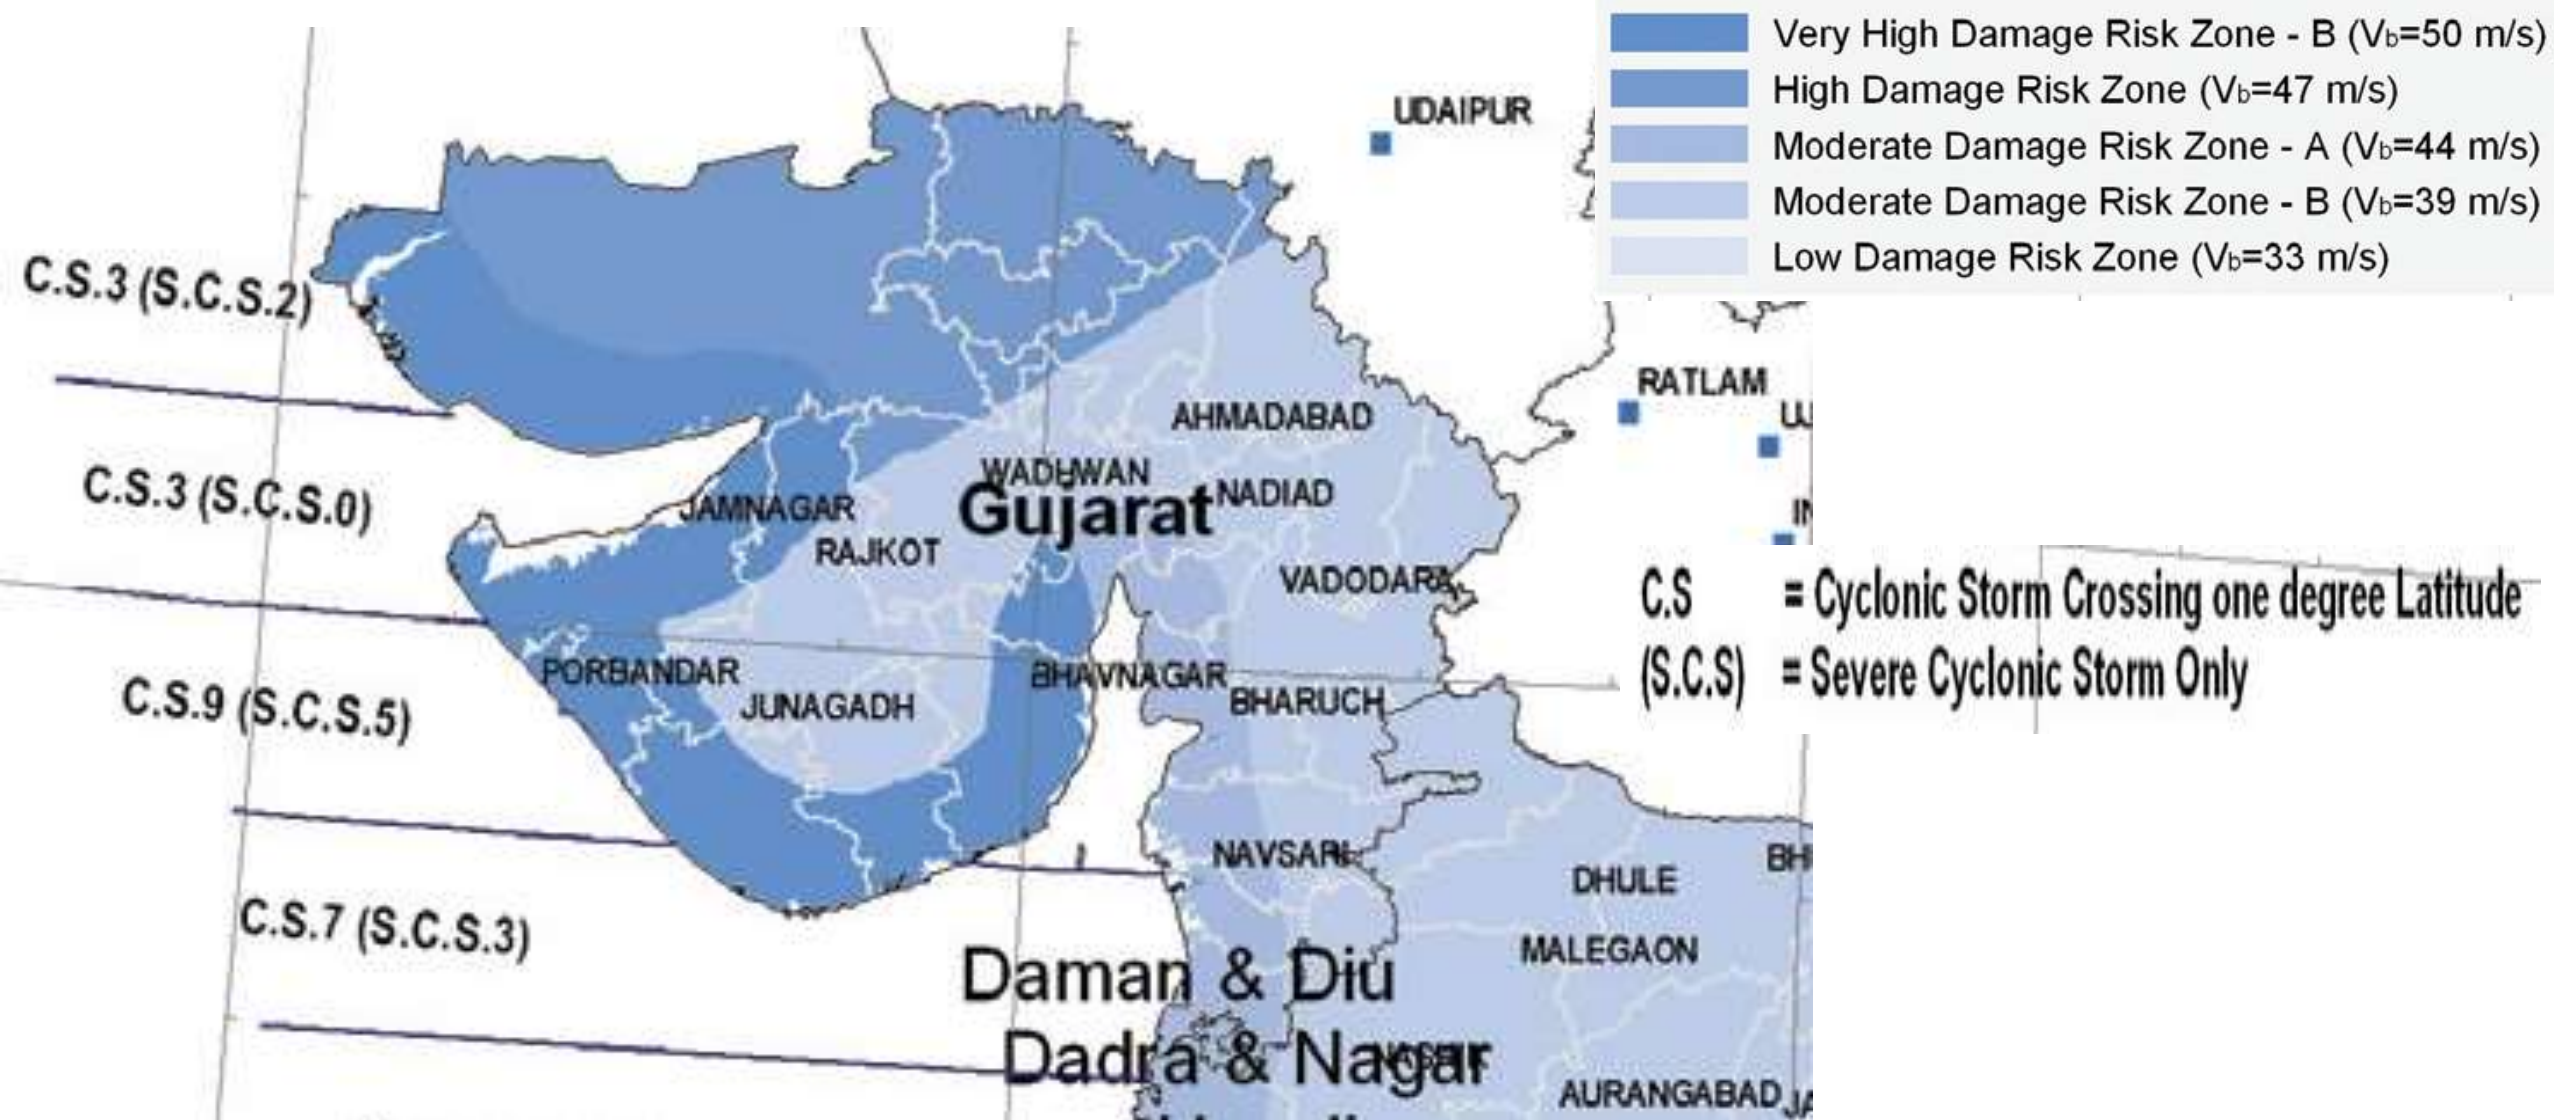 Very High Damage Risk Zone - B (Vb=50 m/s)
High Damage Risk Zone (Vb=47 m/s)
Moderate Damage Risk Zone - A (Vb=44 m/s)
Moderate Damage Risk Zone - B (Vb=39 m/s)
Low Damage Risk Zone (Vb=33 m/s)
UDAIPUR
C.S.3 (S.C.S.2)
RATLAM
AHMADABAD
C.S.3 (S.C.S.0)
WADHWAN
Gujarat
NADIAD
JAMNAGAR
RAJKOT
VADODARA
C.S = Cyclonic Storm Crossing one degree Latitude
(S.C.S) = Severe Cyclonic Storm Only
C.S.9 (S.C.S.5)
PORBANDAR
JUNAGADH
BHAVNAGAR
BHARUCH
NAVSARI
DHULE
BH
C.S.7 (S.C.S.3)
MALEGAON
Daman & Diu
Dadra & Nagar
AURANGABAD
JA